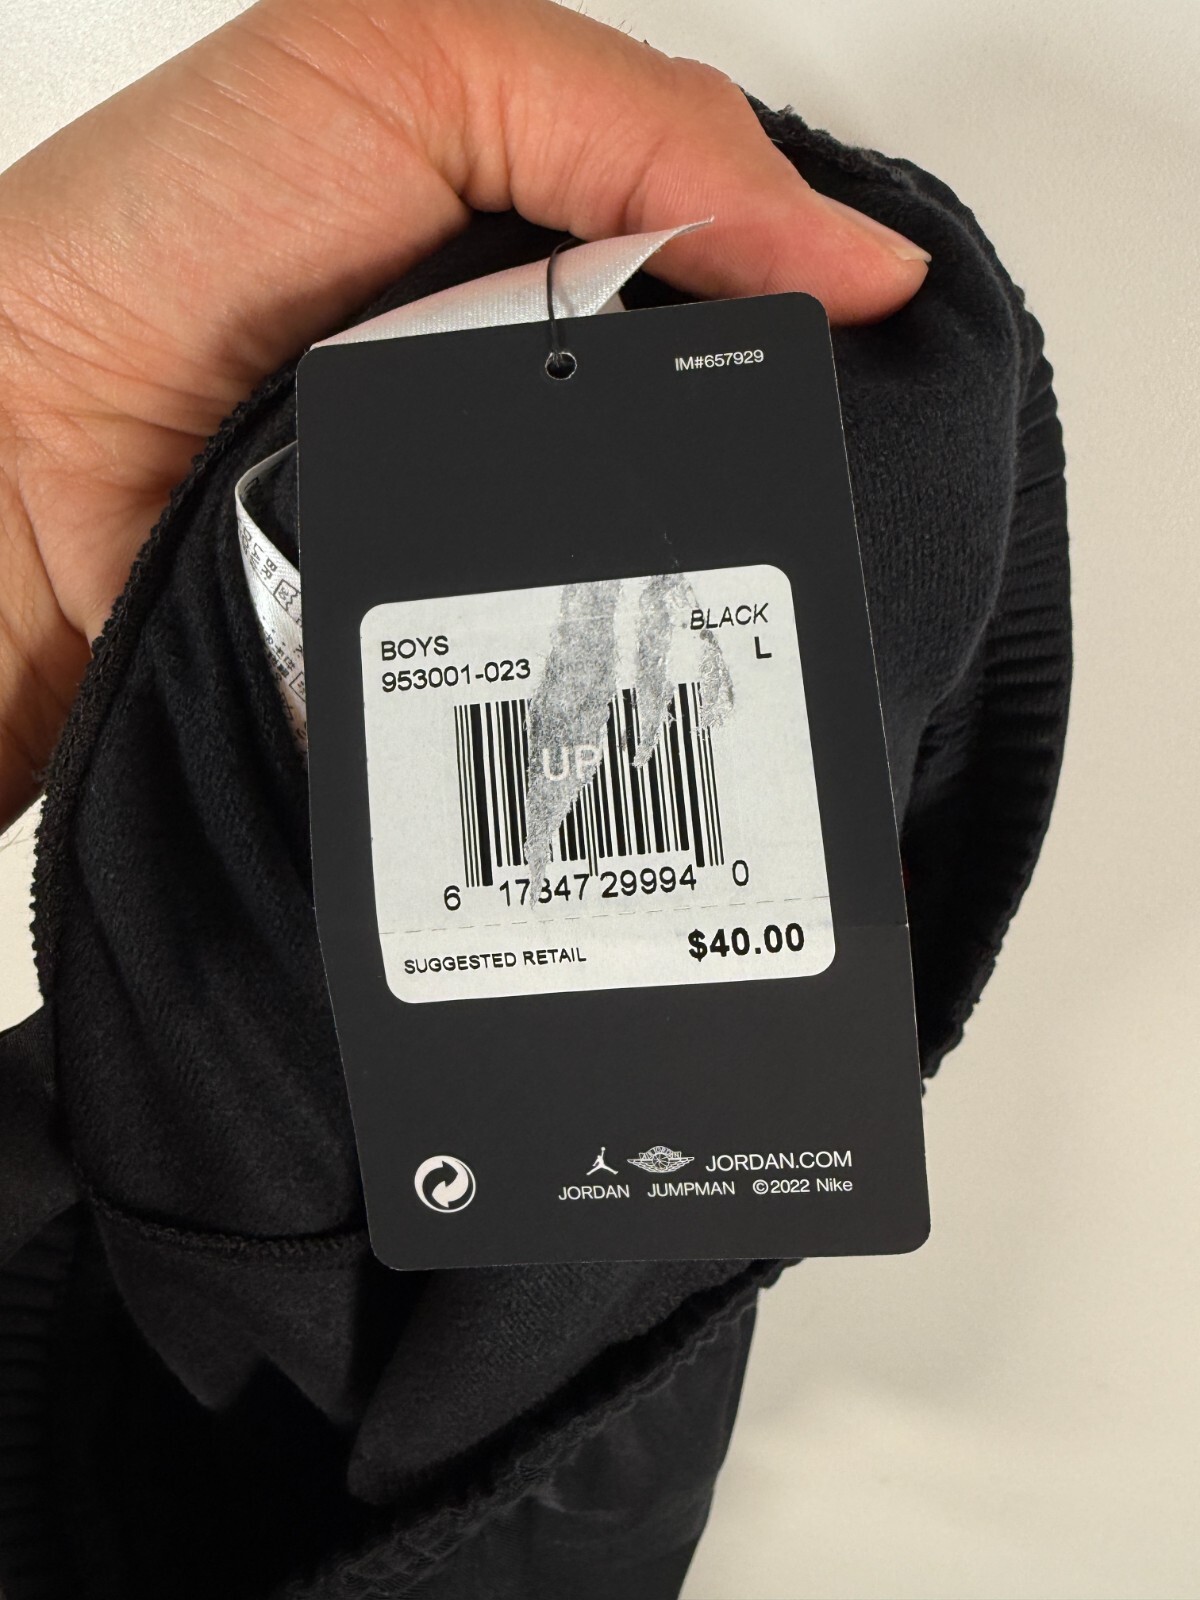 IM#657929
BOYS
953001-023
BLACK
L
UP
6 17847 29994 0
SUGGESTED RETAIL
$40.00
JORDAN.COM
JORDAN JUMPMAN ©2022 Nike